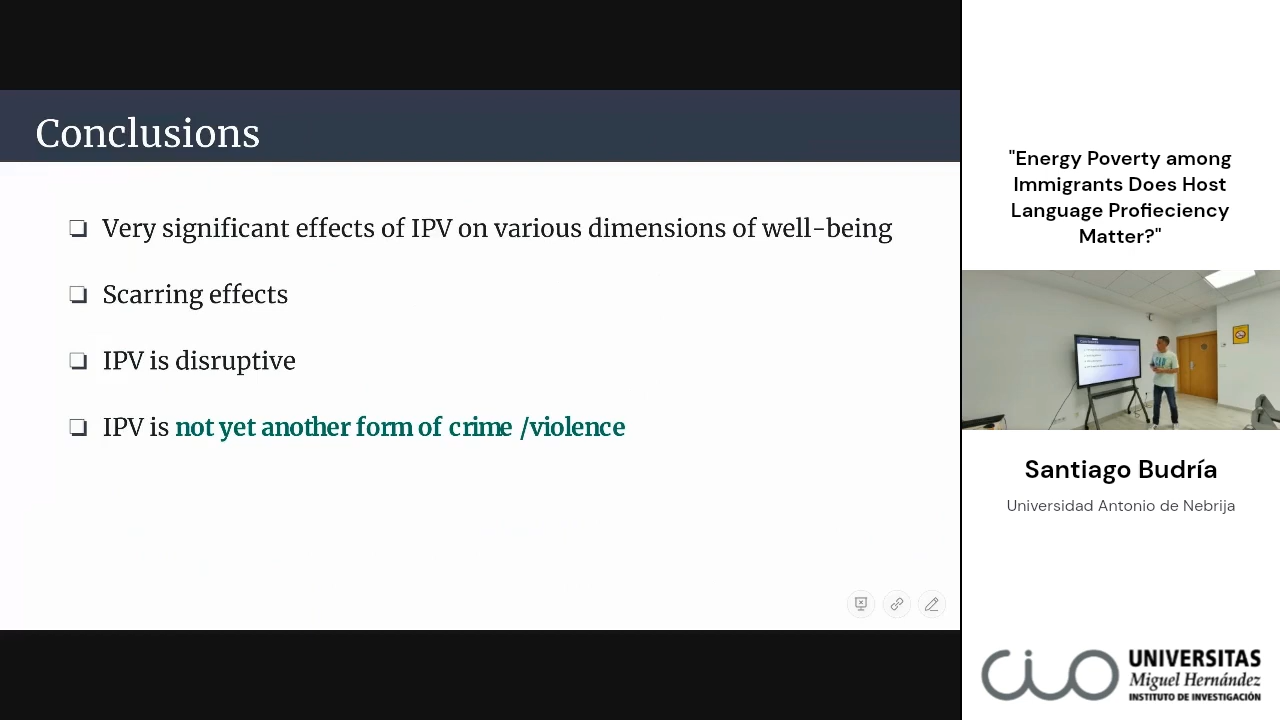 Conclusions
Very significant effects of IPV on various dimensions of well-being
Scarring effects
IPV is disruptive
IPV is not yet another form of crime /violence
"Energy Poverty among
Immigrants Does Host
Language Profieciency
Matter?"
Santiago Budría
Universidad Antonio de Nebrija
CIO
UNIVERSITAS
Miguel Hernández
INSTITUTO DE INVESTIGACIÓN